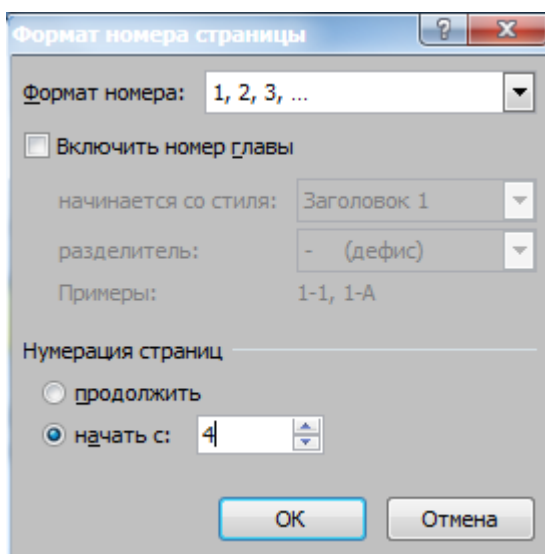 Формат номера страницы
Формат номера: 1, 2, 3, ...
Включить номер главы
начинается со стиля: Заголовок 1
разделитель: - (дефис)
Примеры: 1-1, 1-A
Нумерация страниц
продолжить
начать с: 4
ОК Отмена